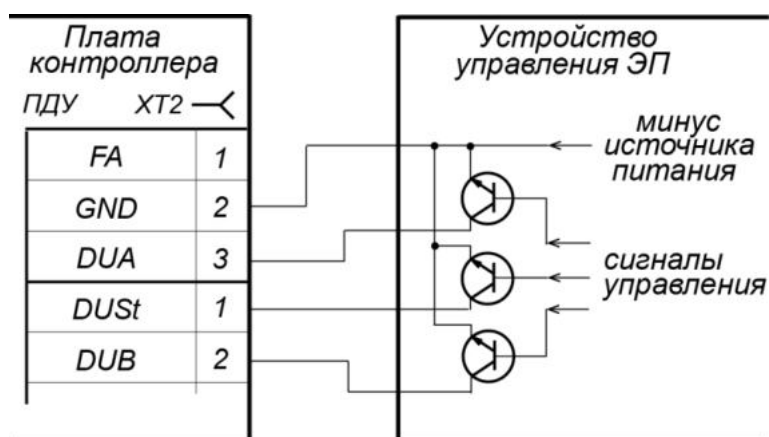 Плата
контроллера
ПДУ XT2
FA 1
GND 2
DUA 3
DUSt 1
DUB 2
Устройство
управления ЭП
минус
источника
питания
сигналы
управления